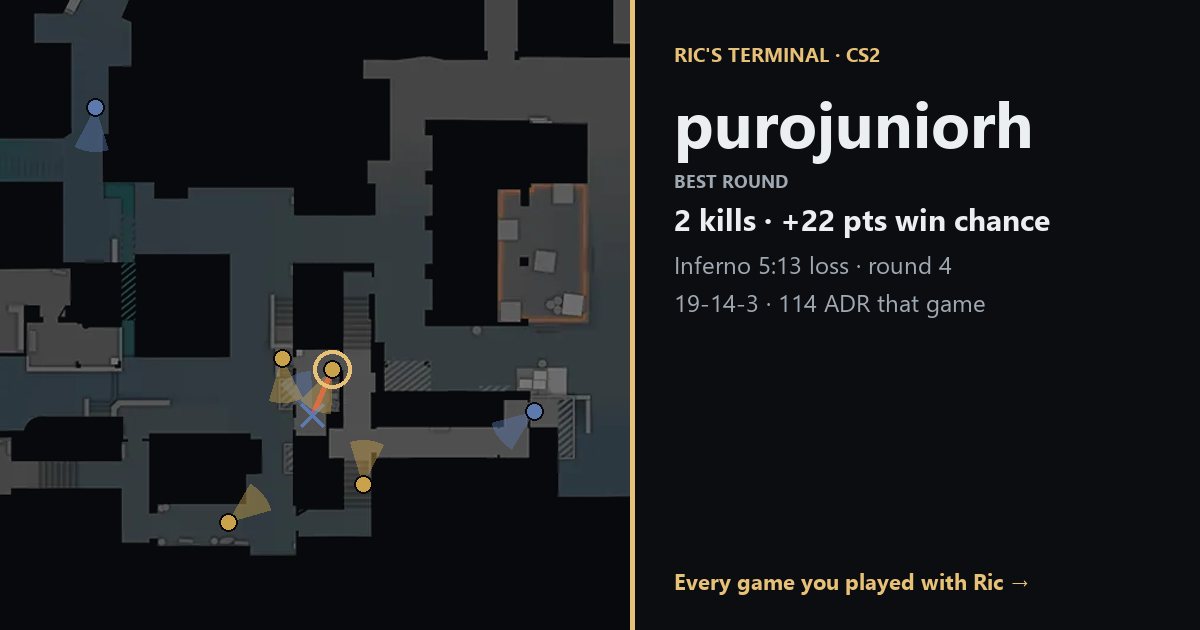 RIC'S TERMINAL · CS2
purojuniorh
BEST ROUND
2 kills · +22 pts win chance
Inferno 5:13 loss · round 4
19-14-3 · 114 ADR that game
Every game you played with Ric →